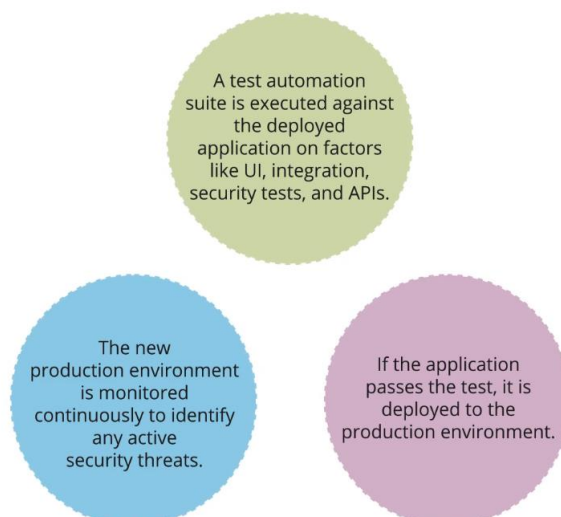 A test automation
suite is executed against
the deployed
application on factors
like UI, integration,
security tests, and APIs.
The new
production environment
is monitored
continuously to identify
any active
security threats.
If the application
passes the test, it is
deployed to the
production environment.